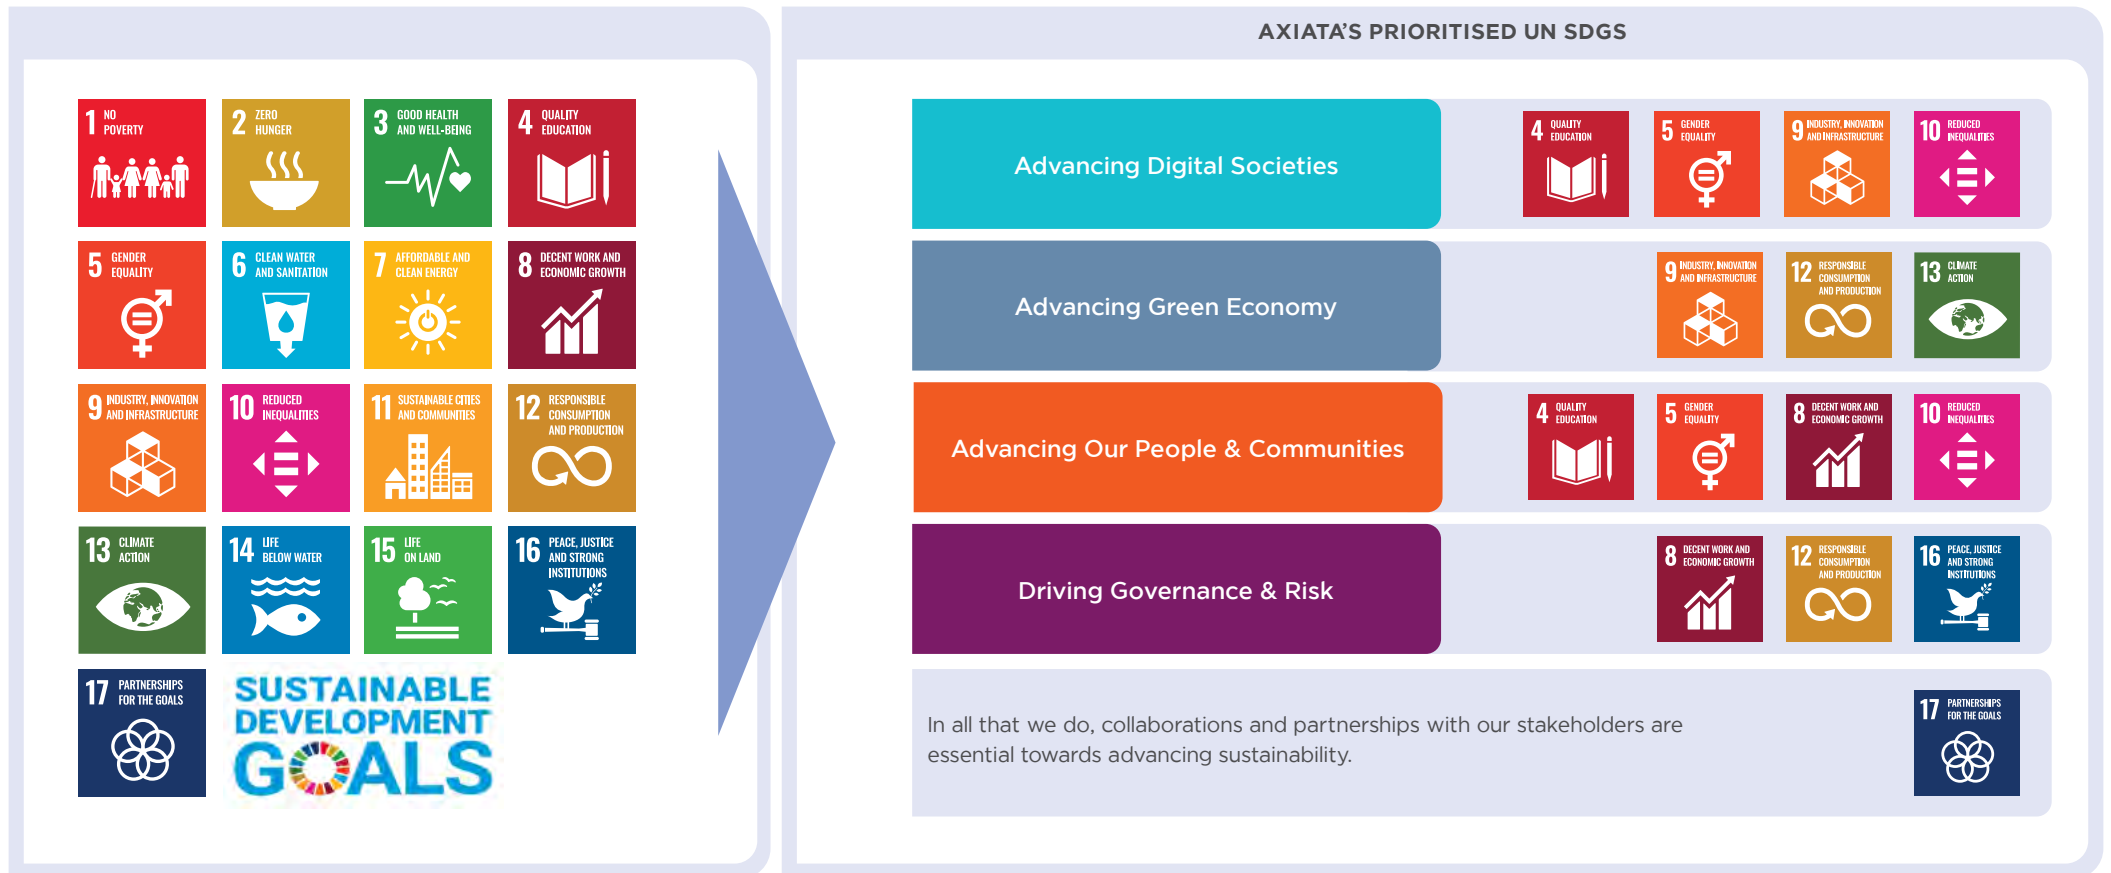 AXIATA'S PRIORITISED UN SDGS
1 NO
POVERTY
2 ZERO
HUNGER
3 GOOD HEALTH
AND WELL-BEING
4 QUALITY
EDUCATION
5 GENDER
EQUALITY
6 CLEAN WATER
AND SANITATION
7 AFFORDABLE AND
CLEAN ENERGY
8 DECENT WORK AND
ECONOMIC GROWTH
9 INDUSTRY, INNOVATION
AND INFRASTRUCTURE
10 REDUCED
INEQUALITIES
11 SUSTAINABLE CITIES
AND COMMUNITIES
12 RESPONSIBLE
CONSUMPTION
AND PRODUCTION
13 CLIMATE
ACTION
14 LIFE
BELOW WATER
15 LIFE
ON LAND
16 PEACE, JUSTICE
AND STRONG
INSTITUTIONS
17 PARTNERSHIPS
FOR THE GOALS
SUSTAINABLE
DEVELOPMENT
GOALS
Advancing Digital Societies
4 QUALITY
EDUCATION
5 GENDER
EQUALITY
9 INDUSTRY, INNOVATION
AND INFRASTRUCTURE
10 REDUCED
INEQUALITIES
Advancing Green Economy
9 INDUSTRY, INNOVATION
AND INFRASTRUCTURE
12 RESPONSIBLE
CONSUMPTION
AND PRODUCTION
13 CLIMATE
ACTION
Advancing Our People & Communities
4 QUALITY
EDUCATION
5 GENDER
EQUALITY
8 DECENT WORK AND
ECONOMIC GROWTH
10 REDUCED
INEQUALITIES
Driving Governance & Risk
8 DECENT WORK AND
ECONOMIC GROWTH
12 RESPONSIBLE
CONSUMPTION
AND PRODUCTION
16 PEACE, JUSTICE
AND STRONG
INSTITUTIONS
In all that we do, collaborations and partnerships with our stakeholders are
essential towards advancing sustainability.
17 PARTNERSHIPS
FOR THE GOALS